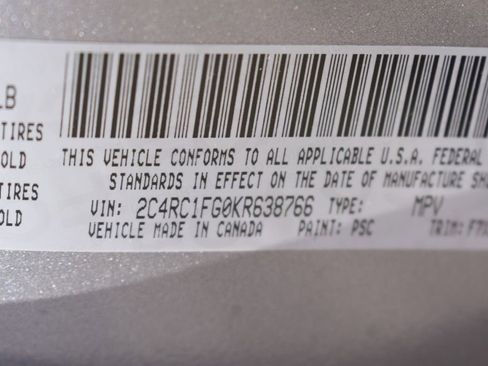 LB
TIRES
OLD
THIS VEHICLE CONFORMS TO ALL APPLICABLE U.S.A. FEDERAL
STANDARDS IN EFFECT ON THE DATE OF MANUFACTURE SH
TIRES
VIN: 2C4RC1FG0KR638766 TYPE: MPV
OLD
VEHICLE MADE IN CANADA PAINT: PSC TRIM: F7